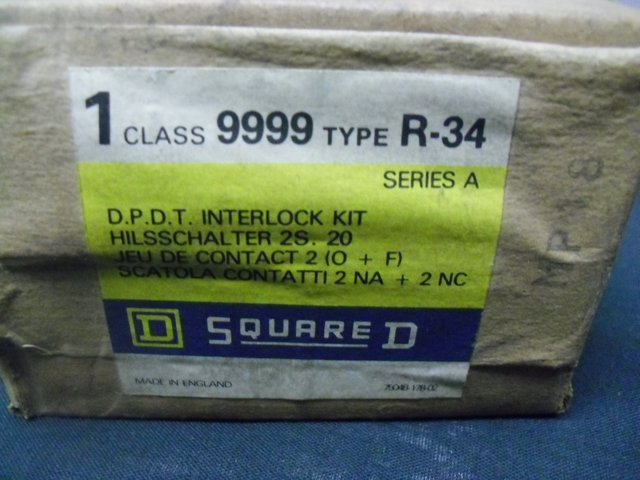 1 CLASS 9999 TYPE R-34
SERIES A
D.P.D.T. INTERLOCK KIT
HILSSCHALTER 2S. 20
JEU DE CONTACT 2 (O + F)
SCATOLA CONTATTI 2 NA + 2 NC
D SQUARE D
MADE IN ENGLAND